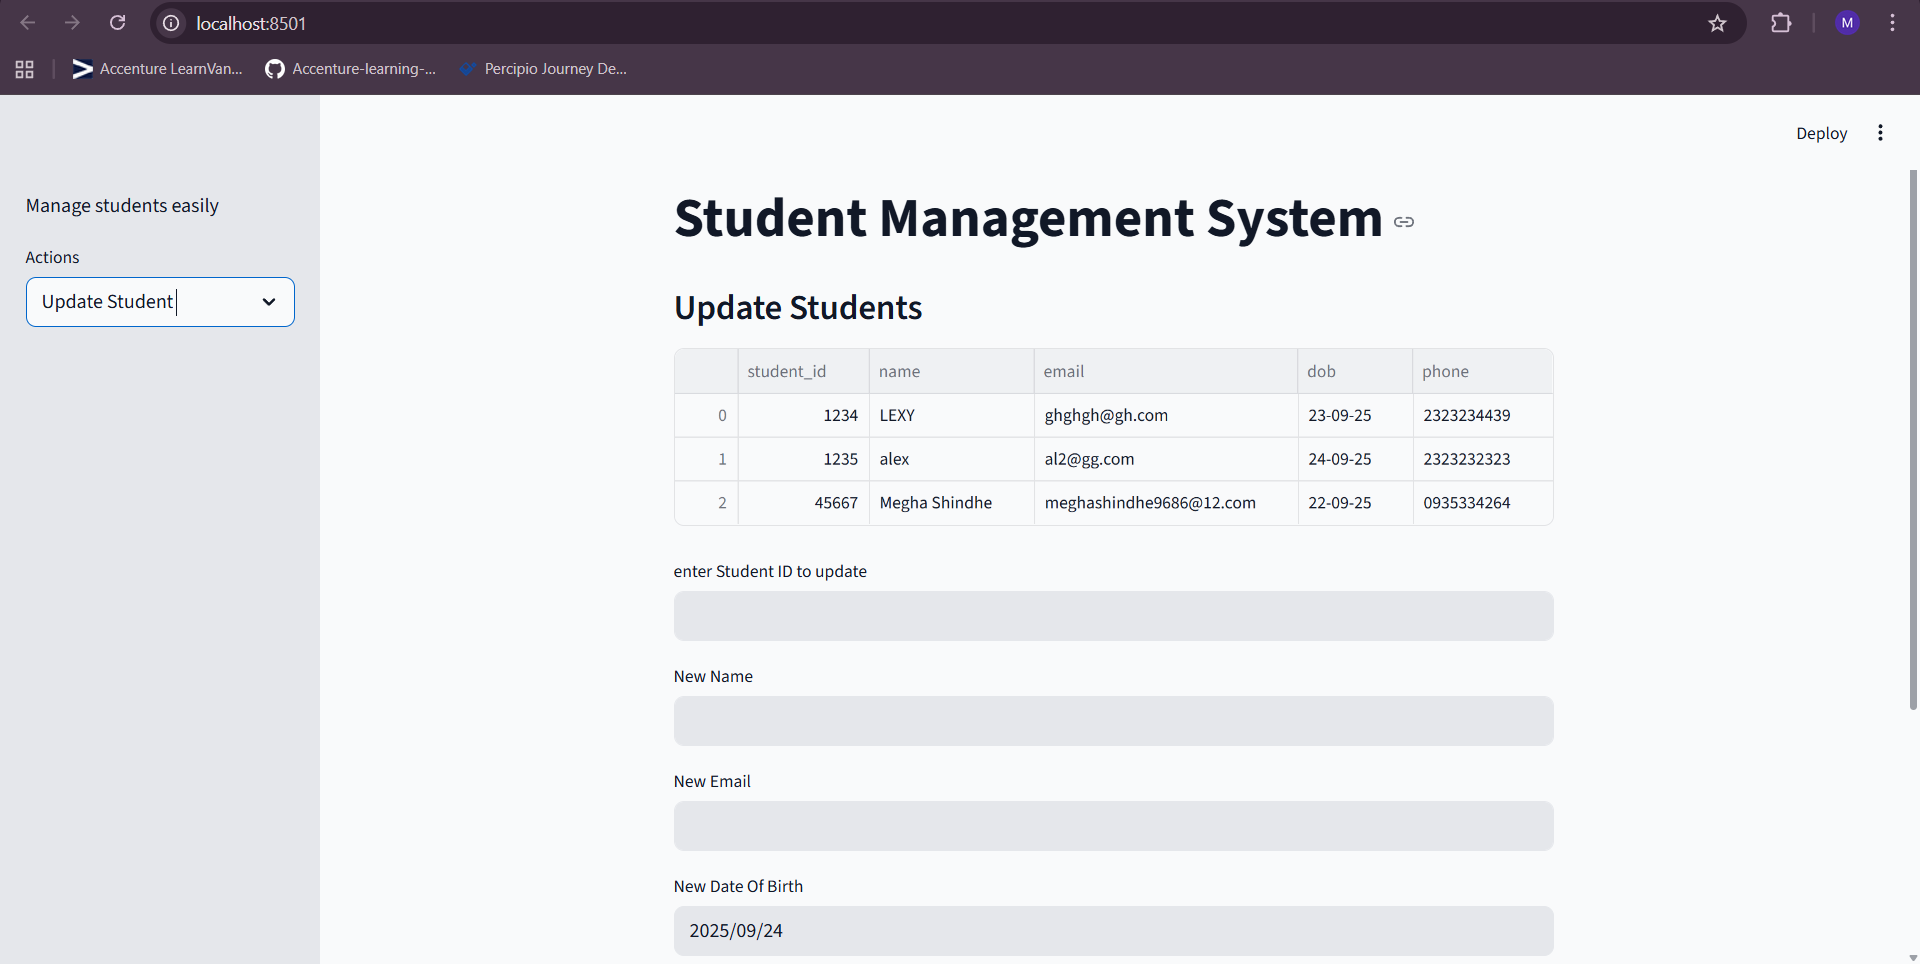 localhost:8501
M
Accenture LearnVan...
Accenture-learning-...
Percipio Journey De...
Deploy
Manage students easily
Actions
Update Student
Student Management System
Update Students
student_id name email dob phone
0 1234 LEXY ghghgh@gh.com 23-09-25 2323234439
1 1235 alex al2@gg.com 24-09-25 2323232323
2 45667 Megha Shindhe meghashindhe9686@12.com 22-09-25 0935334264
enter Student ID to update
New Name
New Email
New Date Of Birth
2025/09/24